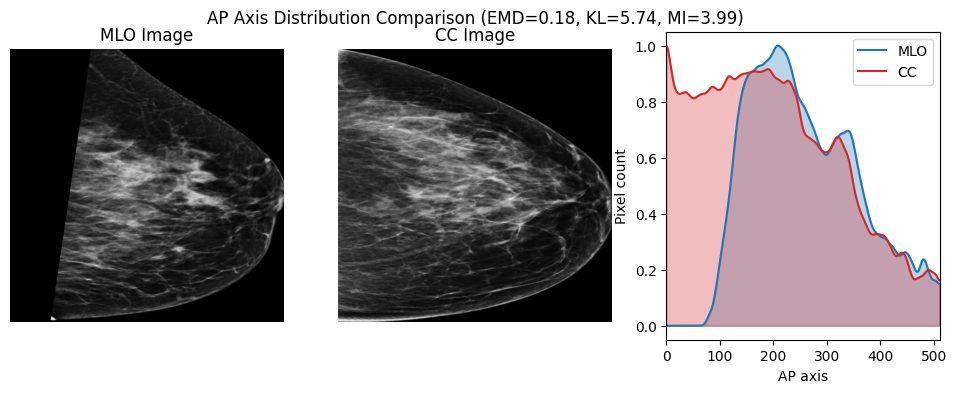 AP Axis Distribution Comparison (EMD=0.18, KL=5.74, MI=3.99)
MLO Image
CC Image
MLO
CC
Pixel count
1.0
0.8
0.6
0.4
0.2
0.0
0 100 200 300 400 500
AP axis